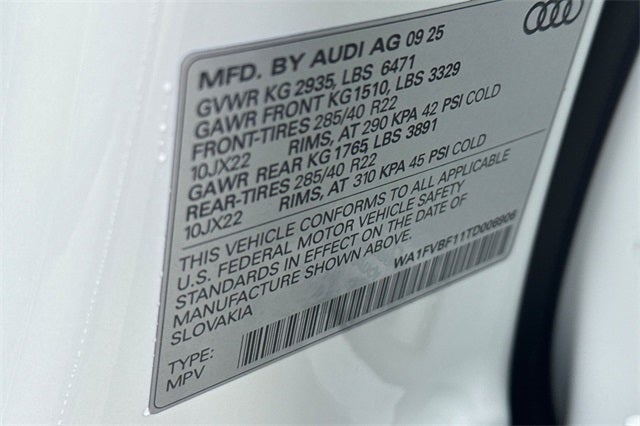 MFD. BY AUDI AG 09 25
GVWR KG 2935, LBS 6471
GAWR FRONT KG1510, LBS 3329
FRONT-TIRES 285/40 R22
10JX22 RIMS, AT 290 KPA 42 PSI COLD
GAWR REAR KG 1765, LBS 3891
REAR-TIRES 285/40 R22
10JX22 RIMS, AT 310 KPA 45 PSI COLD
THIS VEHICLE CONFORMS TO ALL APPLICABLE
U.S. FEDERAL MOTOR VEHICLE SAFETY
STANDARDS IN EFFECT ON THE DATE OF
MANUFACTURE SHOWN ABOVE.
SLOVAKIA
WA1FVBF11TD006906
TYPE:
MPV